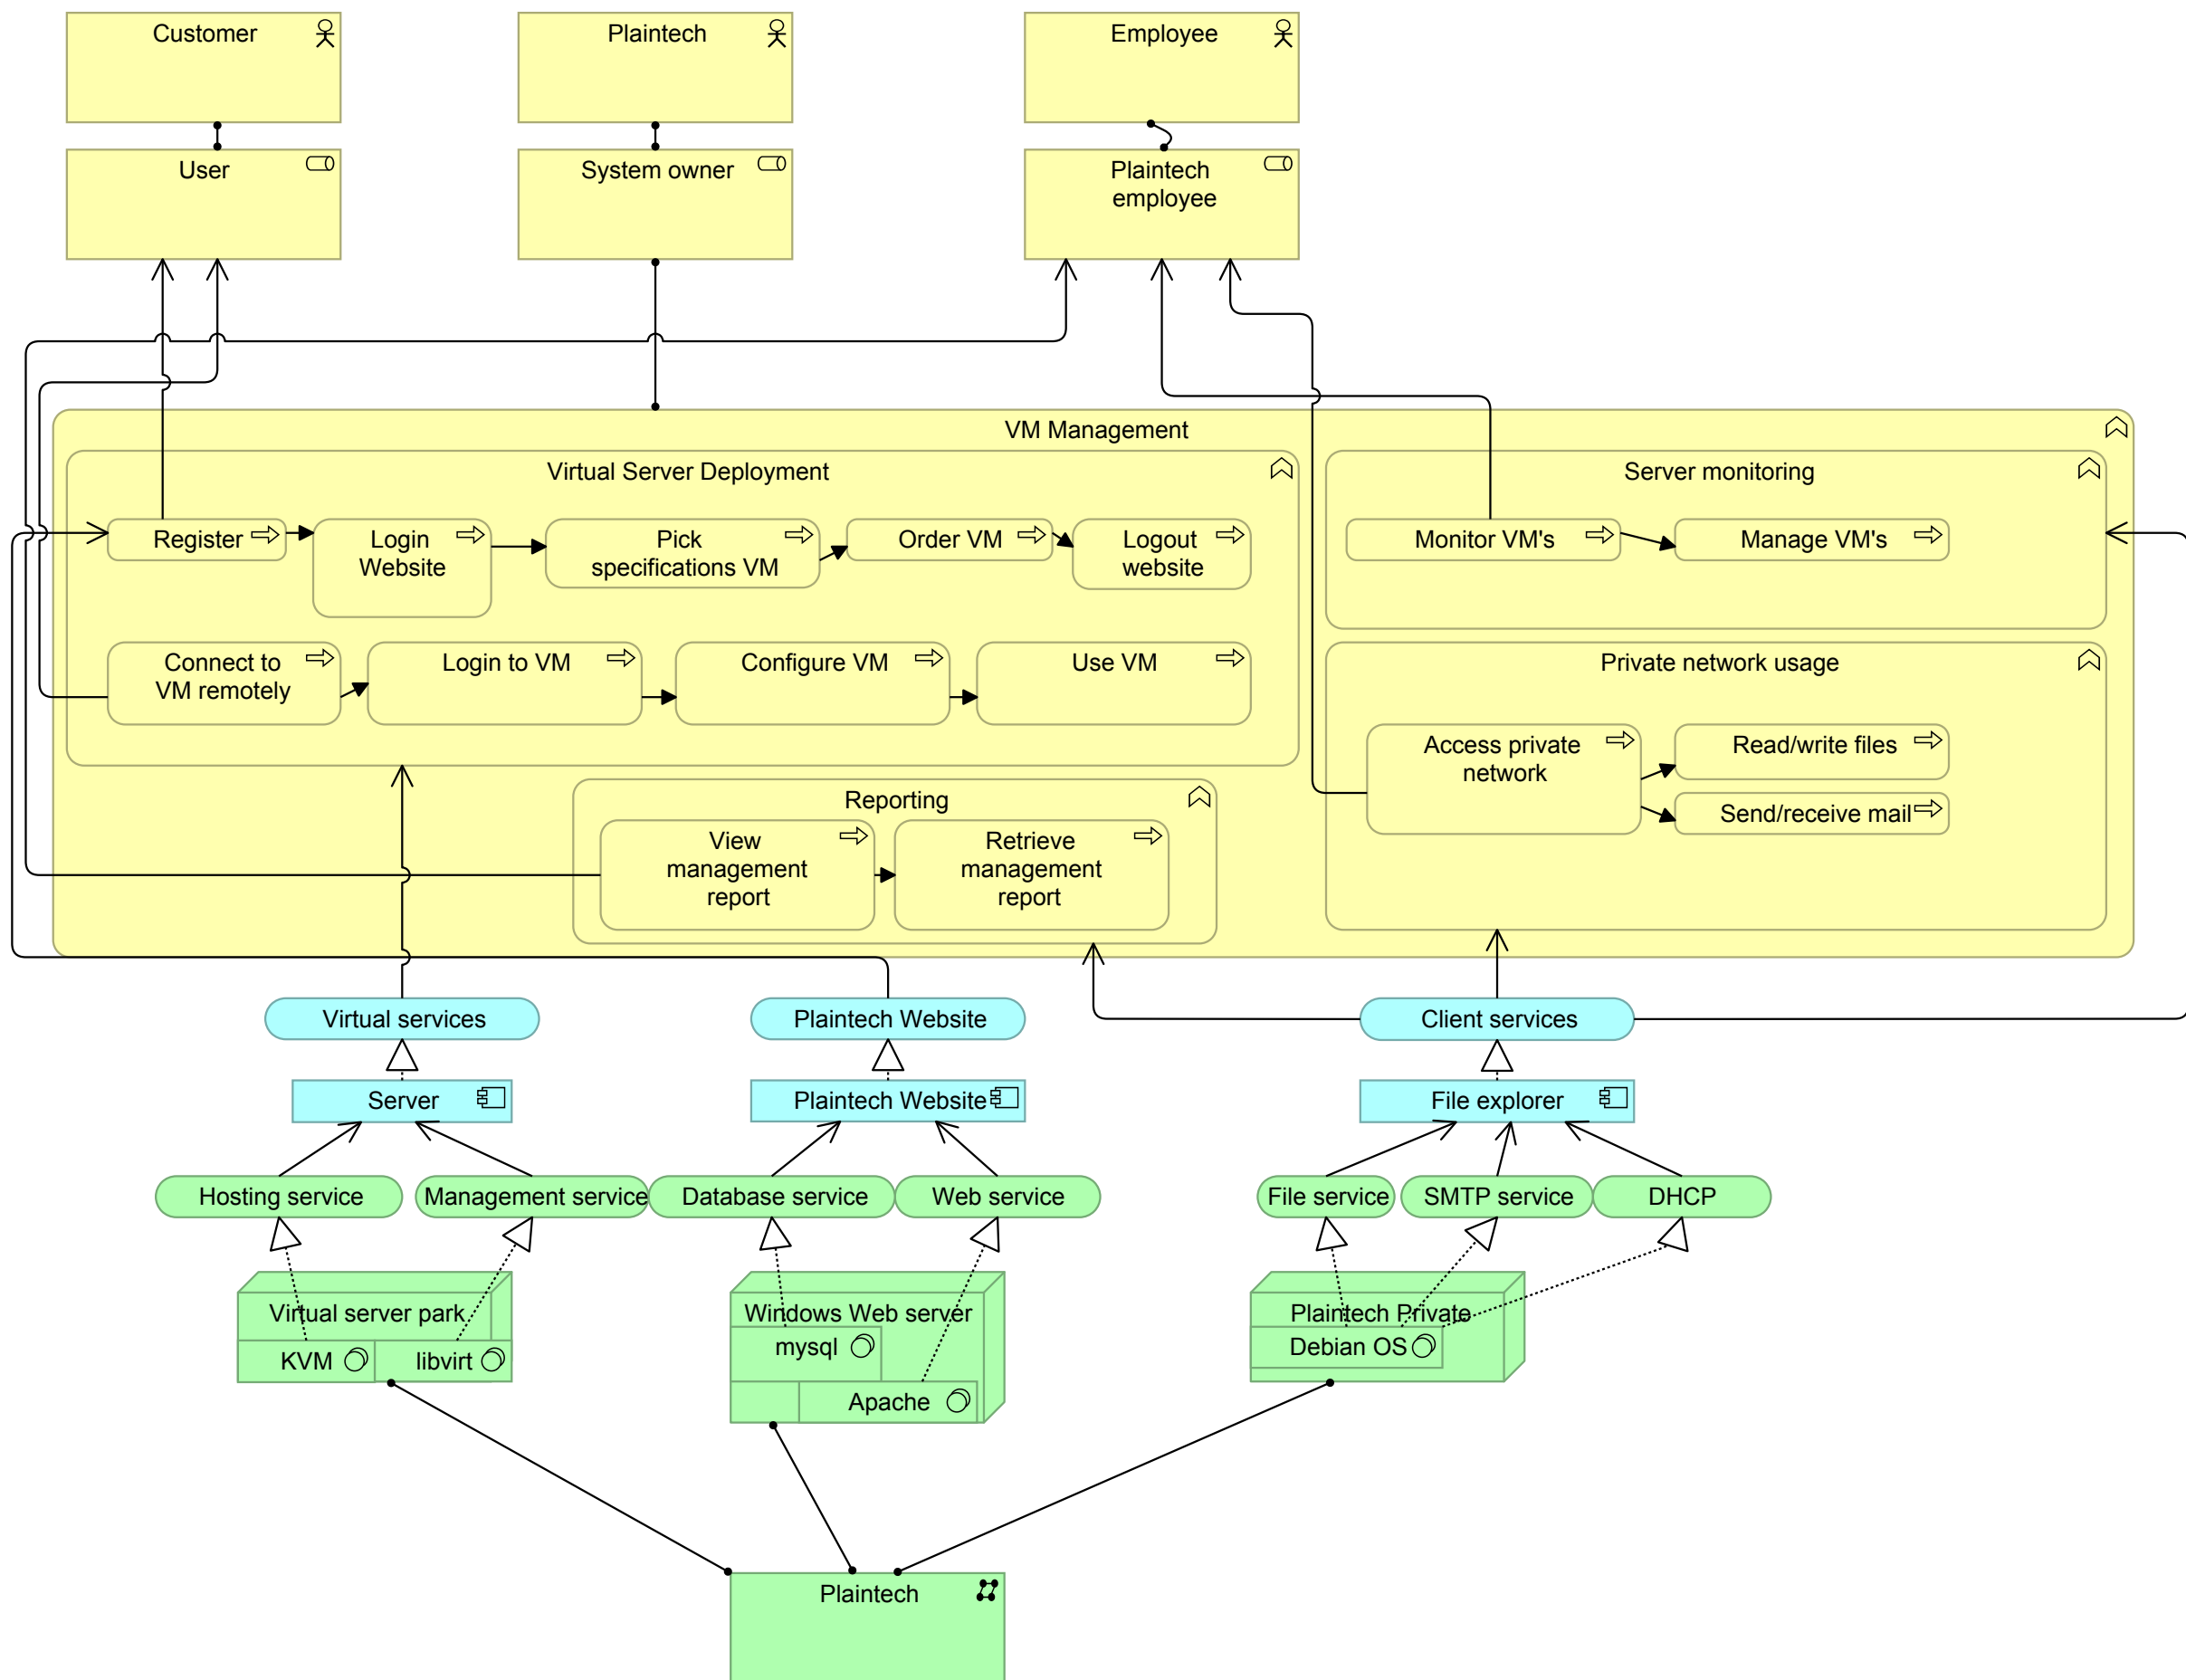 Customer
Plaintech
Employee
User
System owner
Plaintech
employee
VM Management
Virtual Server Deployment
Server monitoring
Register
Login
Website
Pick
specifications VM
Order VM
Logout
website
Monitor VM's
Manage VM's
Connect to
VM remotely
Login to VM
Configure VM
Use VM
Private network usage
Access private
network
Read/write files
Send/receive mail
Reporting
View
management
report
Retrieve
management
report
Virtual services
Plaintech Website
Client services
Server
Plaintech Website
File explorer
Hosting service
Management service
Database service
Web service
File service
SMTP service
DHCP
Virtual server park
KVM
libvirt
Windows Web server
mysql
Apache
Plaintech Private
Debian OS
Plaintech